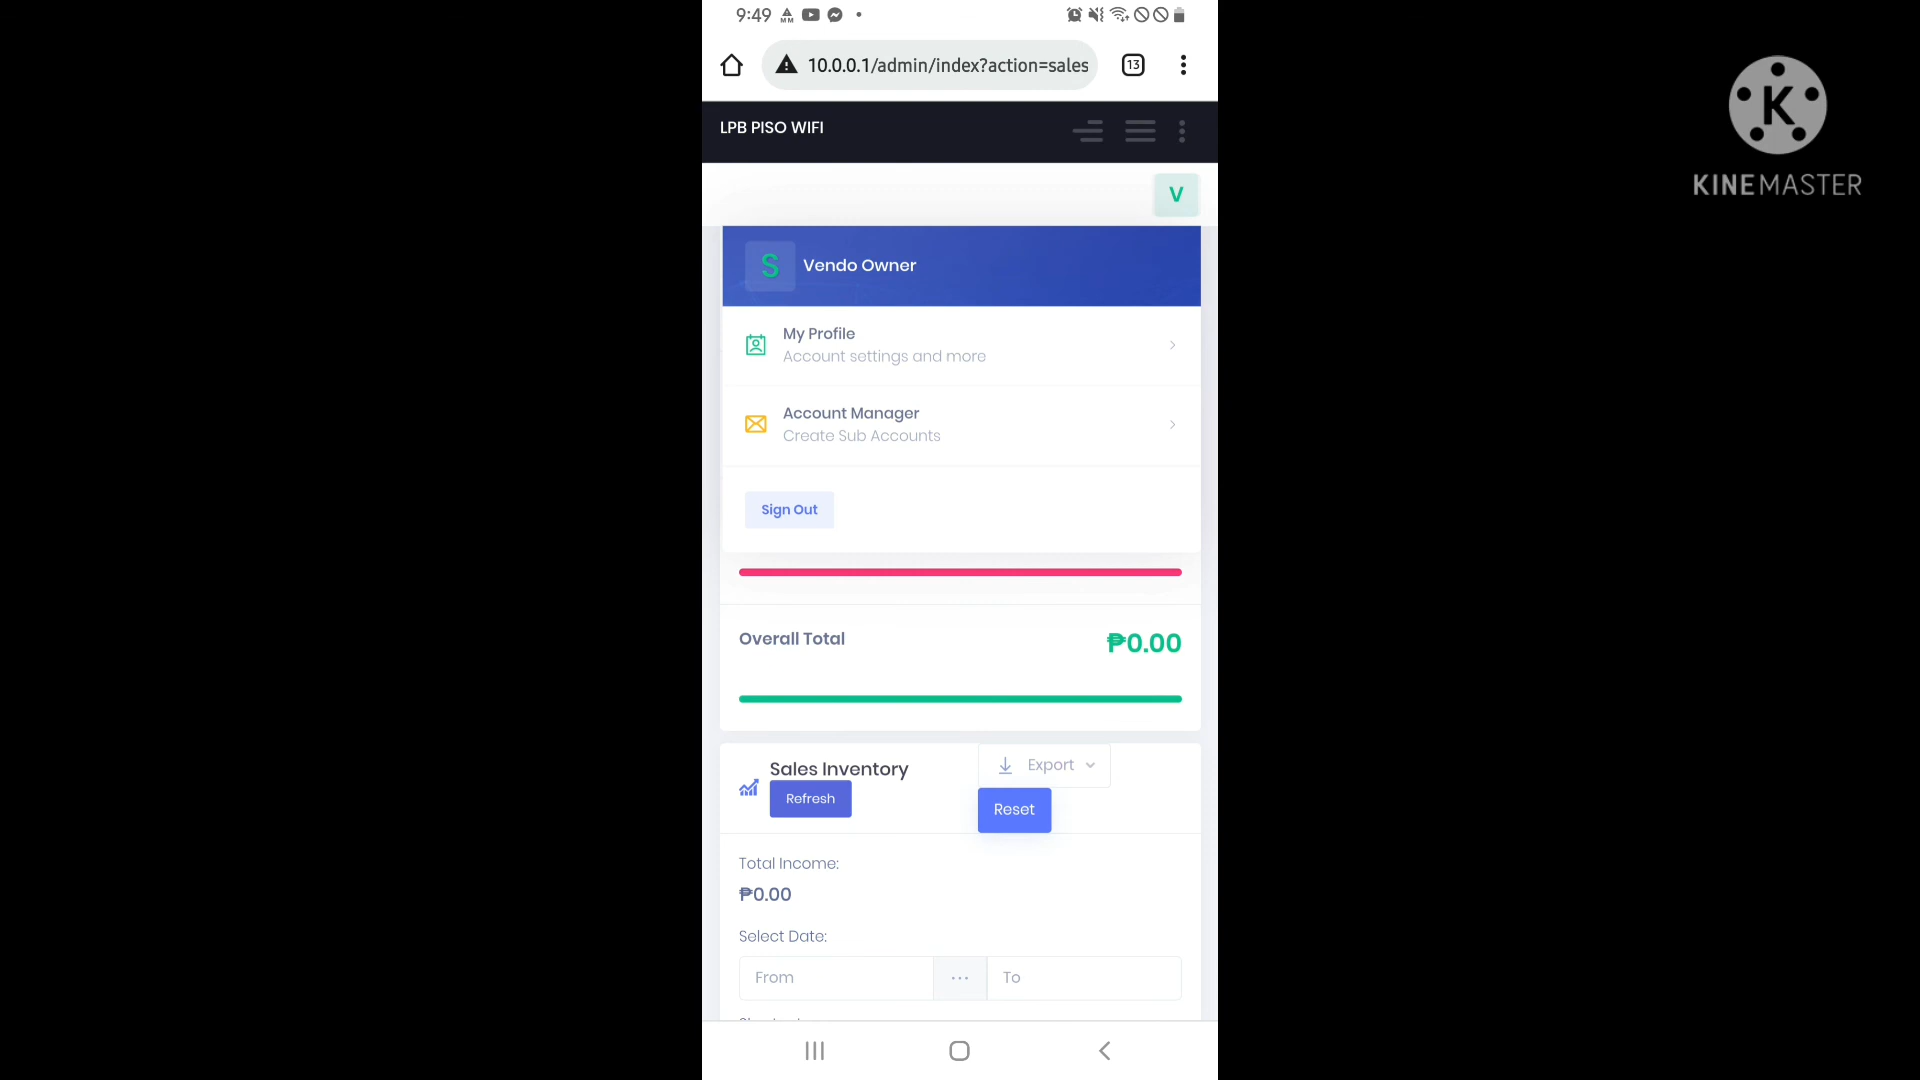 9:49
10.0.0.1/admin/index?action=sales
13
LPB PISO WIFI
V
S
Vendo Owner
My Profile
Account settings and more
Account Manager
Create Sub Accounts
Sign Out
Overall Total
₱0.00
Sales Inventory
Export
Refresh
Reset
Total Income:
₱0.00
Select Date:
From
...
To
K
KINEMASTER